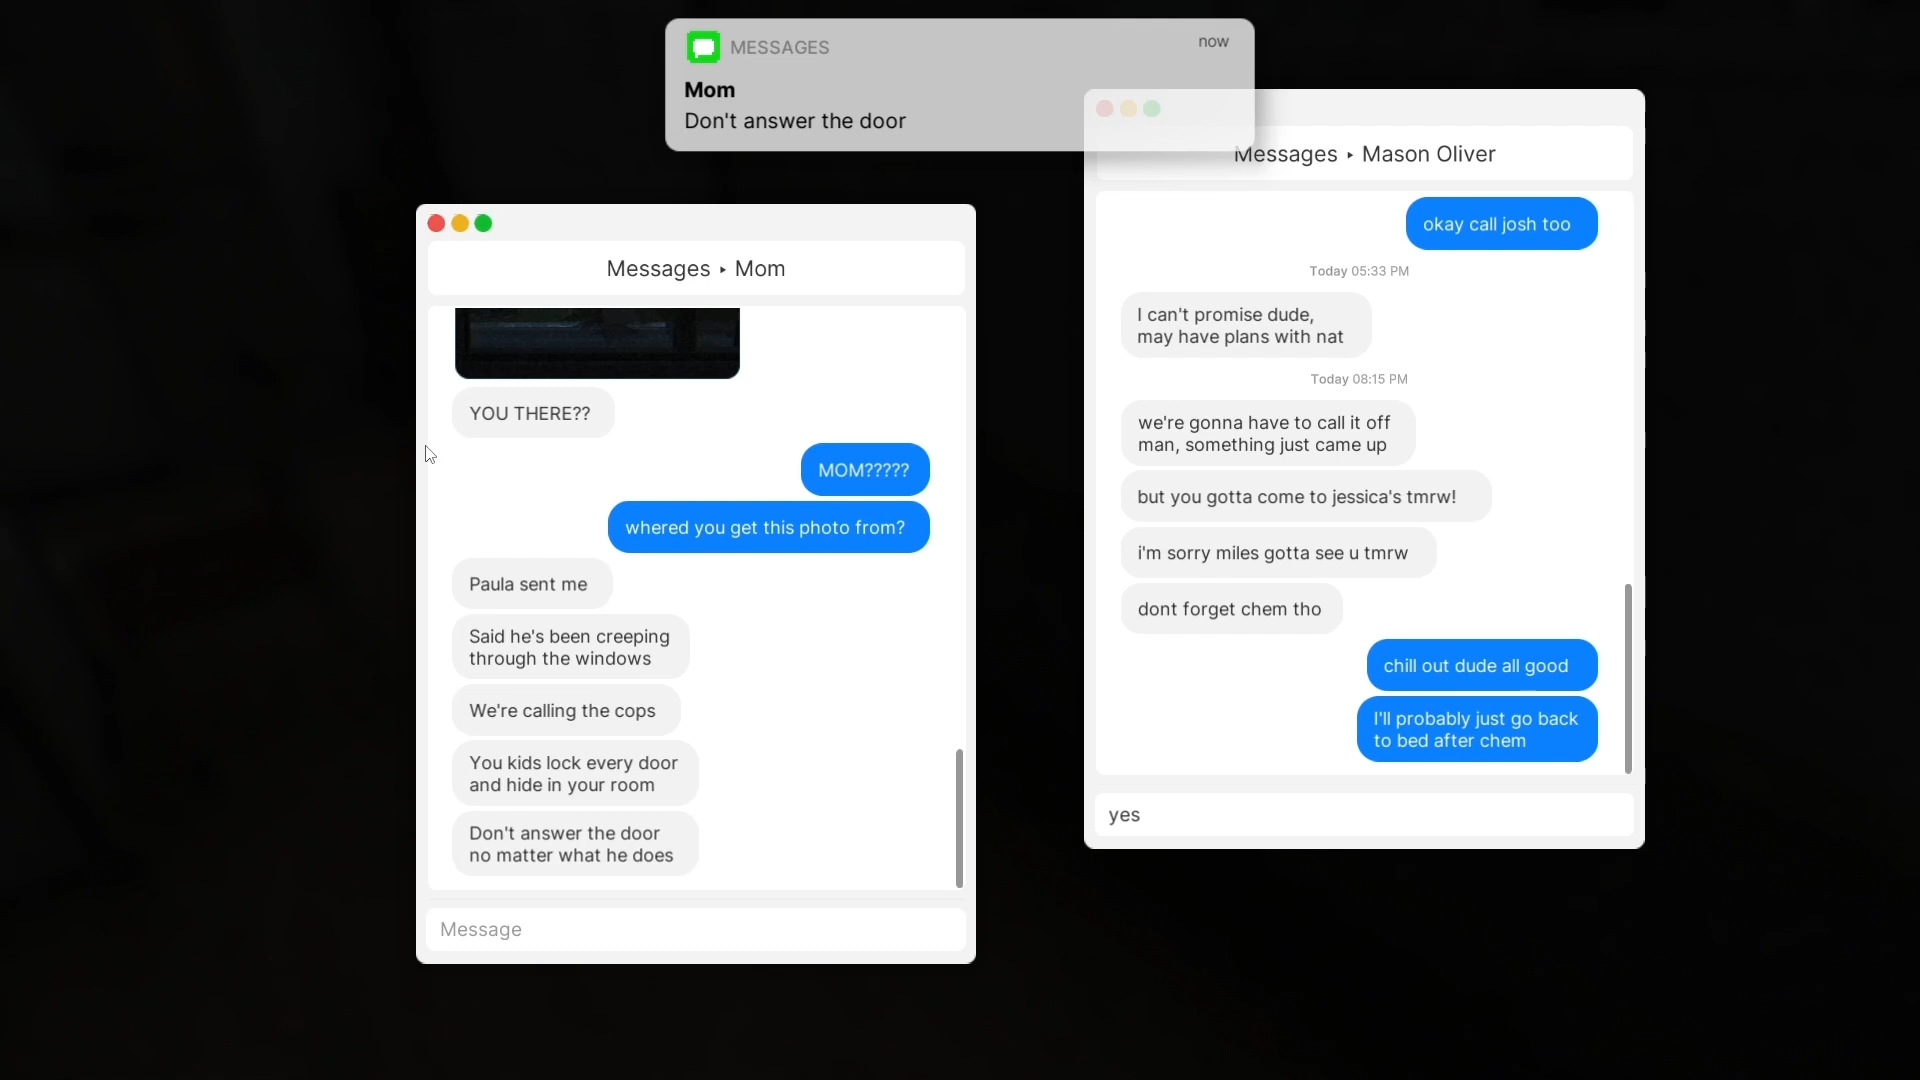 MESSAGES
now
Mom
Don't answer the door
Messages ‣ Mom
YOU THERE??
MOM?????
whered you get this photo from?
Paula sent me
Said he's been creeping
through the windows
We're calling the cops
You kids lock every door
and hide in your room
Don't answer the door
no matter what he does
Message
Messages ‣ Mason Oliver
okay call josh too
Today 05:33 PM
I can't promise dude,
may have plans with nat
Today 08:15 PM
we're gonna have to call it off
man, something just came up
but you gotta come to jessica's tmrw!
i'm sorry miles gotta see u tmrw
dont forget chem tho
chill out dude all good
I'll probably just go back
to bed after chem
yes